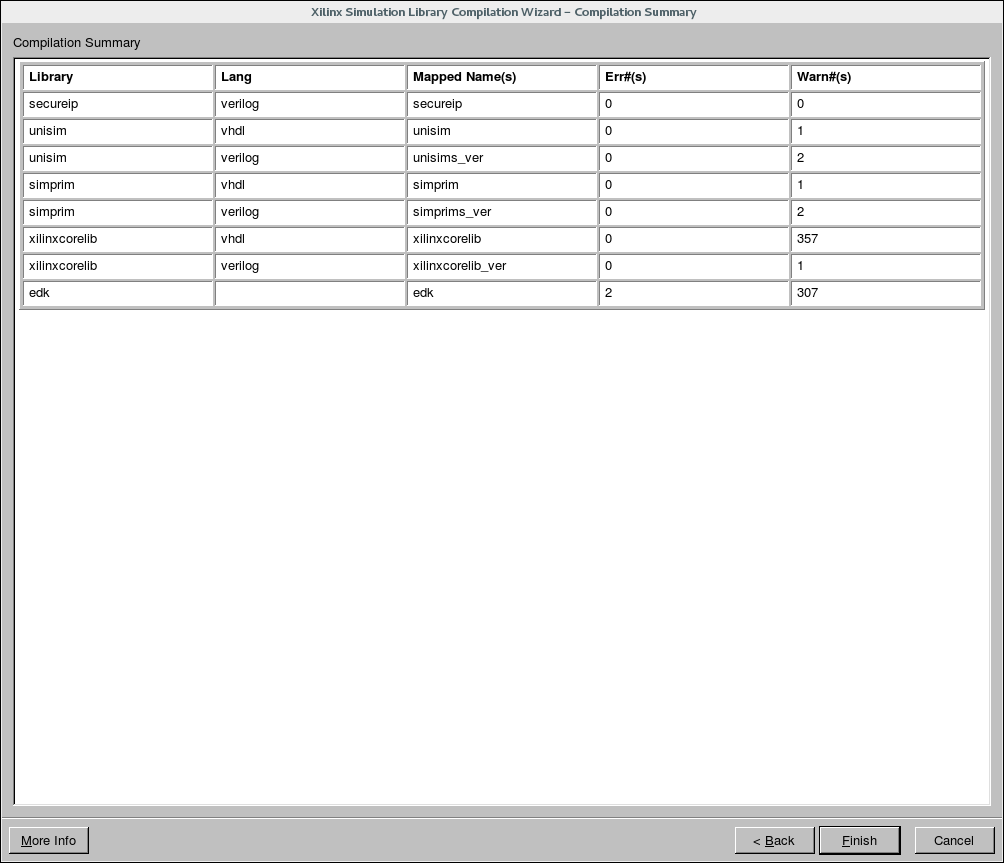 Xilinx Simulation Library Compilation Wizard – Compilation Summary
Compilation Summary
Library Lang Mapped Name(s) Err#(s) Warn#(s)
secureip verilog secureip 0 0
unisim vhdl unisim 0 1
unisim verilog unisims_ver 0 2
simprim vhdl simprim 0 1
simprim verilog simprims_ver 0 2
xilinxcorelib vhdl xilinxcorelib 0 357
xilinxcorelib verilog xilinxcorelib_ver 0 1
edk edk 2 307
More Info < Back Finish Cancel